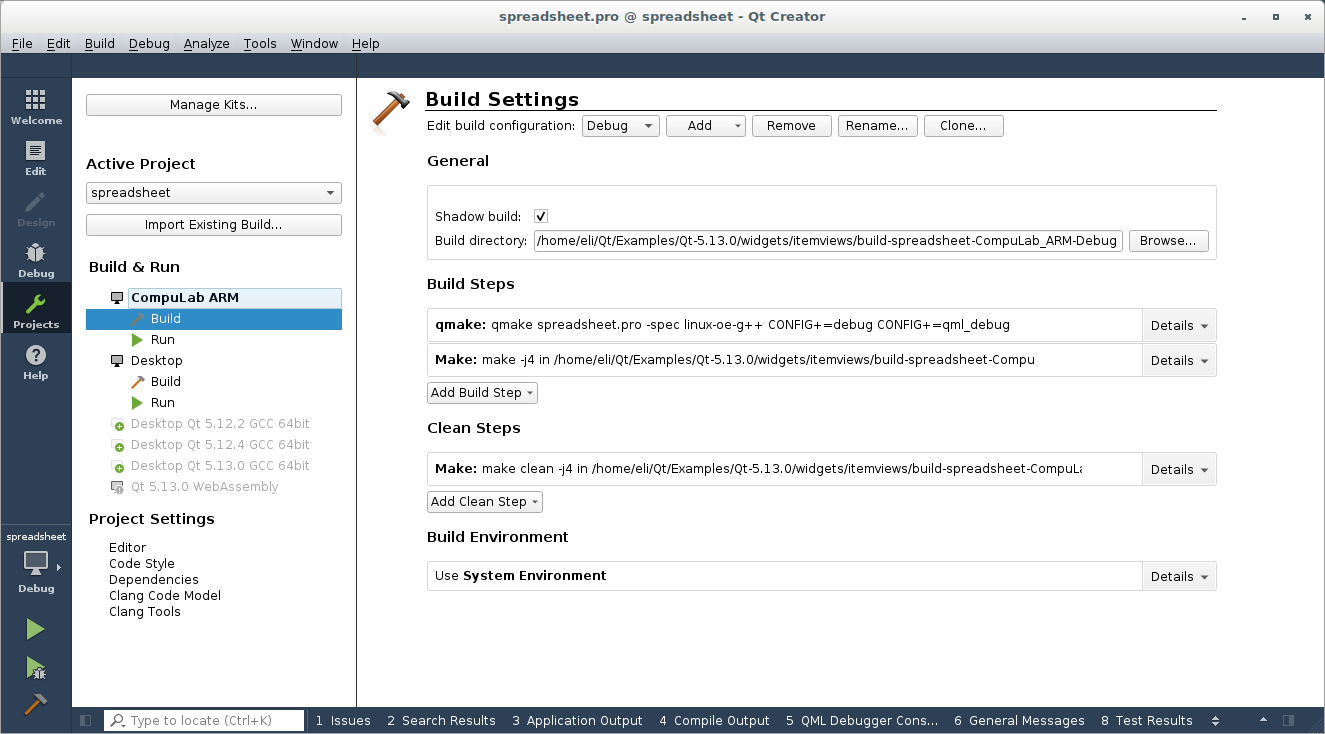 spreadsheet.pro @ spreadsheet - Qt Creator
File Edit Build Debug Analyze Tools Window Help
Welcome
Edit
Design
Debug
Projects
Help
spreadsheet
Debug
Manage Kits...
Active Project
spreadsheet
Import Existing Build...
Build & Run
CompuLab ARM
Build
Run
Desktop
Build
Run
Desktop Qt 5.12.2 GCC 64bit
Desktop Qt 5.12.4 GCC 64bit
Desktop Qt 5.13.0 GCC 64bit
Qt 5.13.0 WebAssembly
Project Settings
Editor
Code Style
Dependencies
Clang Code Model
Clang Tools
Build Settings
Edit build configuration: Debug Add Remove Rename... Clone...
General
Shadow build:
Build directory: /home/eli/Qt/Examples/Qt-5.13.0/widgets/itemviews/build-spreadsheet-CompuLab_ARM-Debug Browse...
Build Steps
qmake: qmake spreadsheet.pro -spec linux-oe-g++ CONFIG+=debug CONFIG+=qml_debug Details
Make: make -j4 in /home/eli/Qt/Examples/Qt-5.13.0/widgets/itemviews/build-spreadsheet-Compu Details
Add Build Step
Clean Steps
Make: make clean -j4 in /home/eli/Qt/Examples/Qt-5.13.0/widgets/itemviews/build-spreadsheet-CompuLa Details
Add Clean Step
Build Environment
Use System Environment Details
Type to locate (Ctrl+K) 1 Issues 2 Search Results 3 Application Output 4 Compile Output 5 QML Debugger Cons... 6 General Messages 8 Test Results